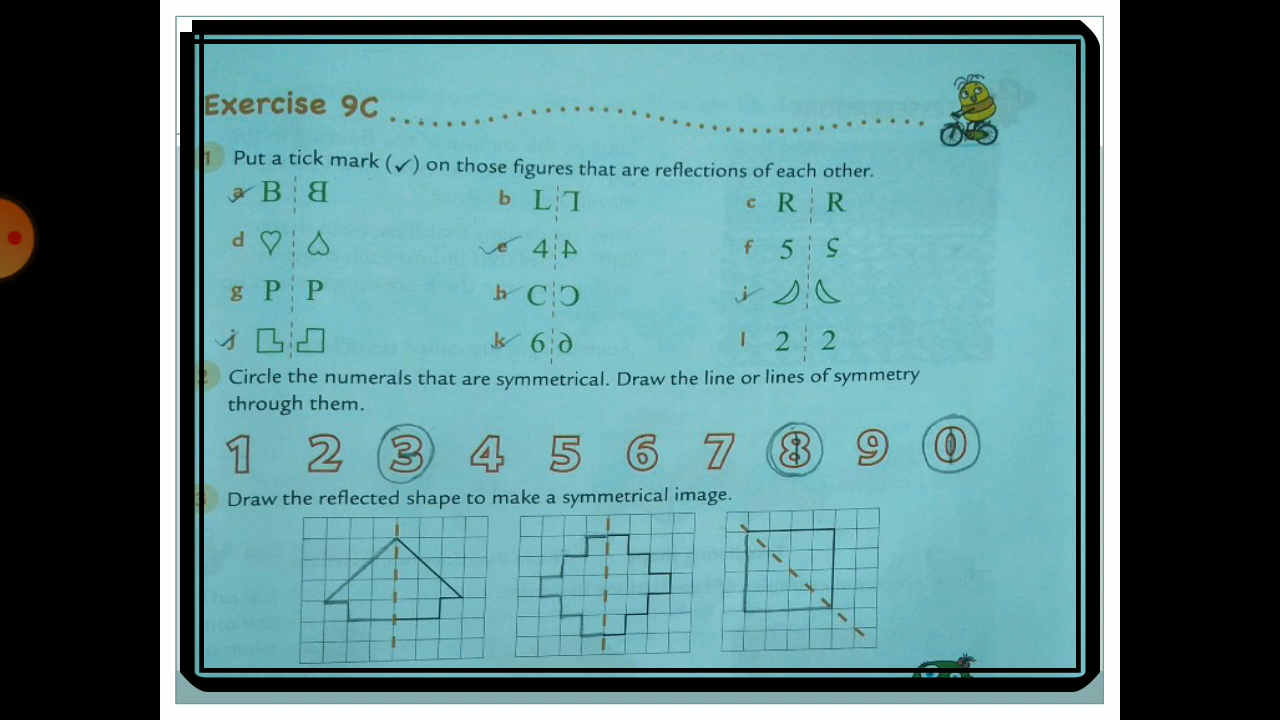 Exercise 9C
1 Put a tick mark (✓) on those figures that are reflections of each other.
a B B b L L c R R
d e 4 4 f 5 5
g P P h C C i
j k 6 6 l 2 2
2 Circle the numerals that are symmetrical. Draw the line or lines of symmetry
through them.
1 2 3 4 5 6 7 8 9 0
3 Draw the reflected shape to make a symmetrical image.